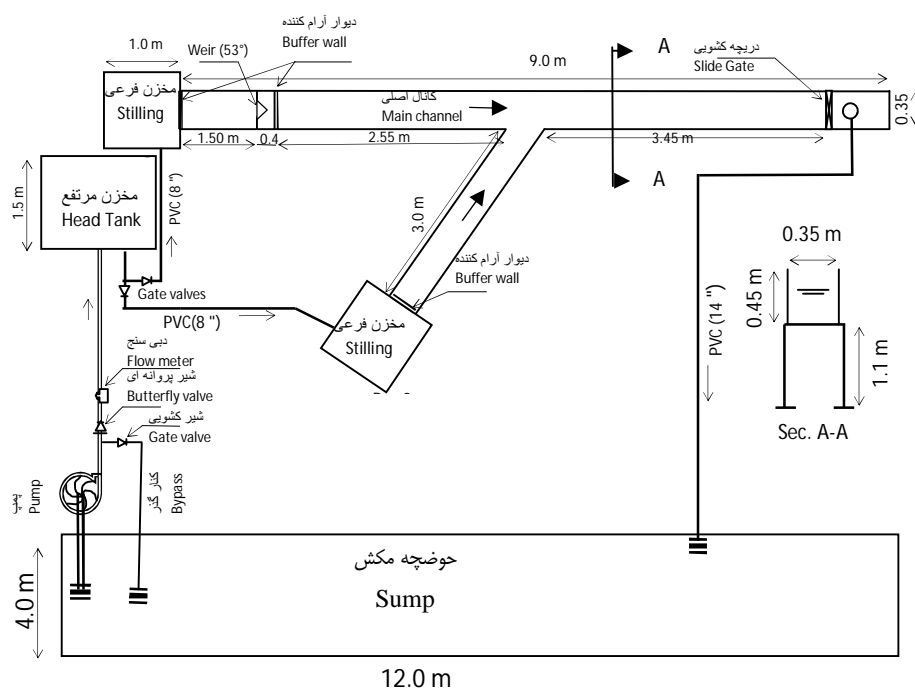 دیوار آرام کننده
Buffer wall
1.0 m
Weir (53°)
9.0 m
A
دریچه کشویی
Slide Gate
مخزن فرعی
Stilling
کانال اصلی
Main channel
0.35
1.50 m
0.4
2.55 m
3.45 m
A
1.5 m
مخزن مرتفع
Head Tank
PVC (8 ")
3.0 m
دیوار آرام کننده
Buffer wall
0.35 m
Gate valves
PVC(8 ")
مخزن فرعی
Stilling
0.45 m
PVC (14 ")
1.1 m
Sec. A-A
دبی سنج
Flow meter
شیر پروانه ای
Butterfly valve
شیر کشویی
Gate valve
پمپ
Pump
کنار گذر
Bypass
4.0 m
حوضچه مکش
Sump
12.0 m